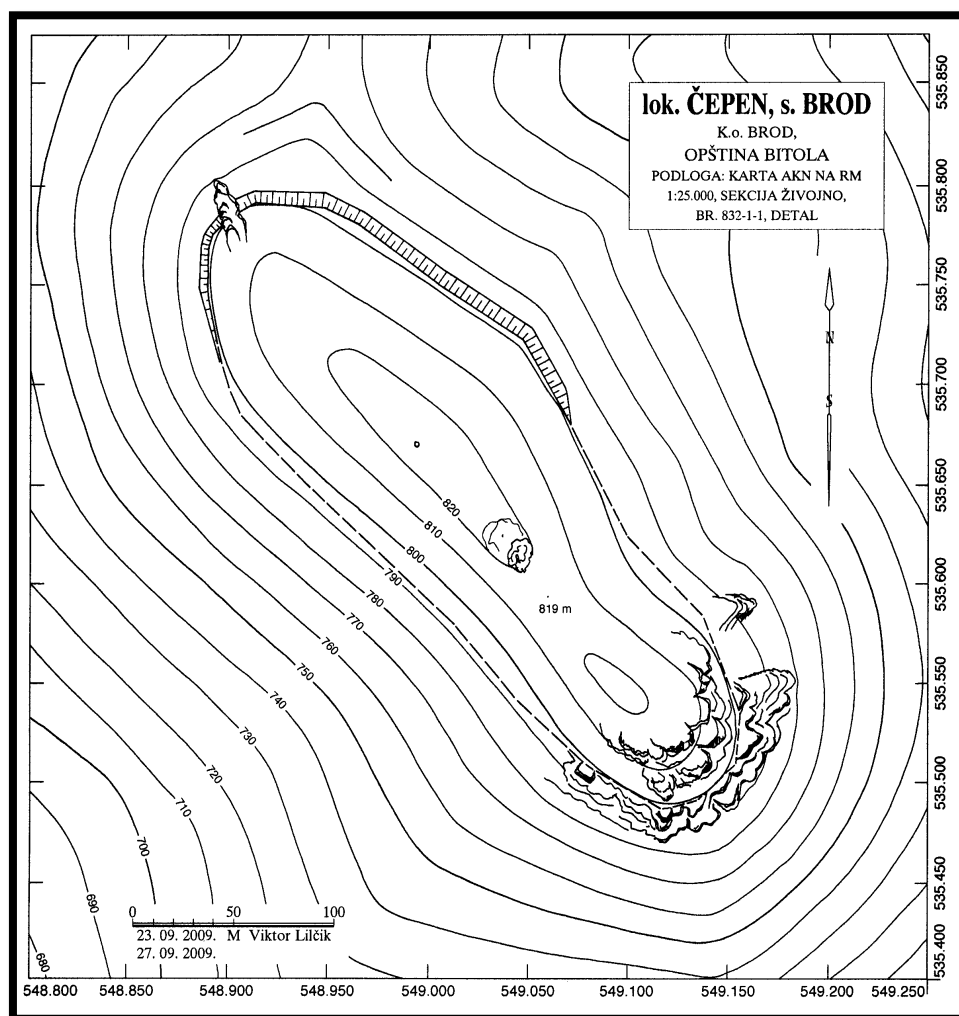 lok. ČEPEN, s. BROD
K.o. BROD,
OPŠTINA BITOLA
PODLOGA: KARTA AKN NA RM
1:25.000, SEKCIJA ŽIVOJNO,
BR. 832-1-1, DETAL
535.850
535.800
535.750
535.700
535.650
535.600
535.550
535.500
535.450
535.400
N
S
820
810
800
790
780
770
760
750
740
730
720
710
700
690
680
819 m
0 50 100
23. 09. 2009. M Viktor Lilčik
27. 09. 2009.
548.800 548.850 548.900 548.950 549.000 549.050 549.100 549.150 549.200 549.250